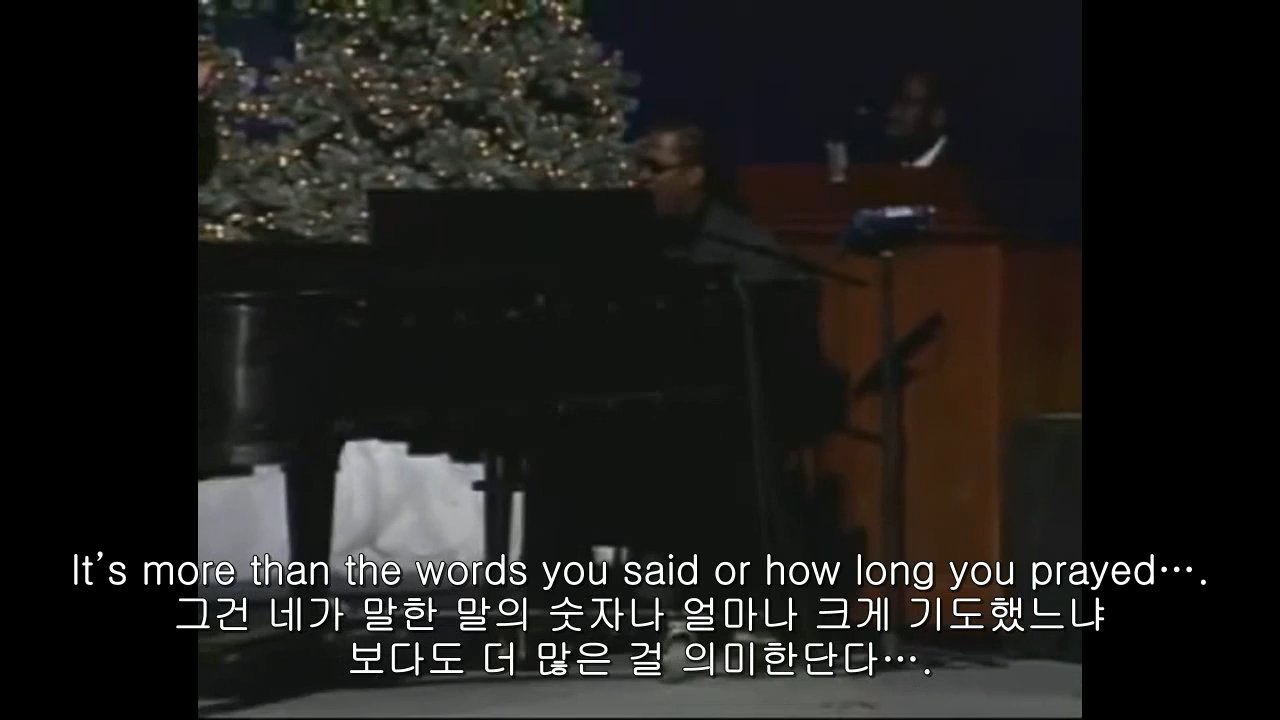 It’s more than the words you said or how long you prayed….
그건 네가 말한 말의 숫자나 얼마나 크게 기도했느냐
보다도 더 많은 걸 의미한단다….